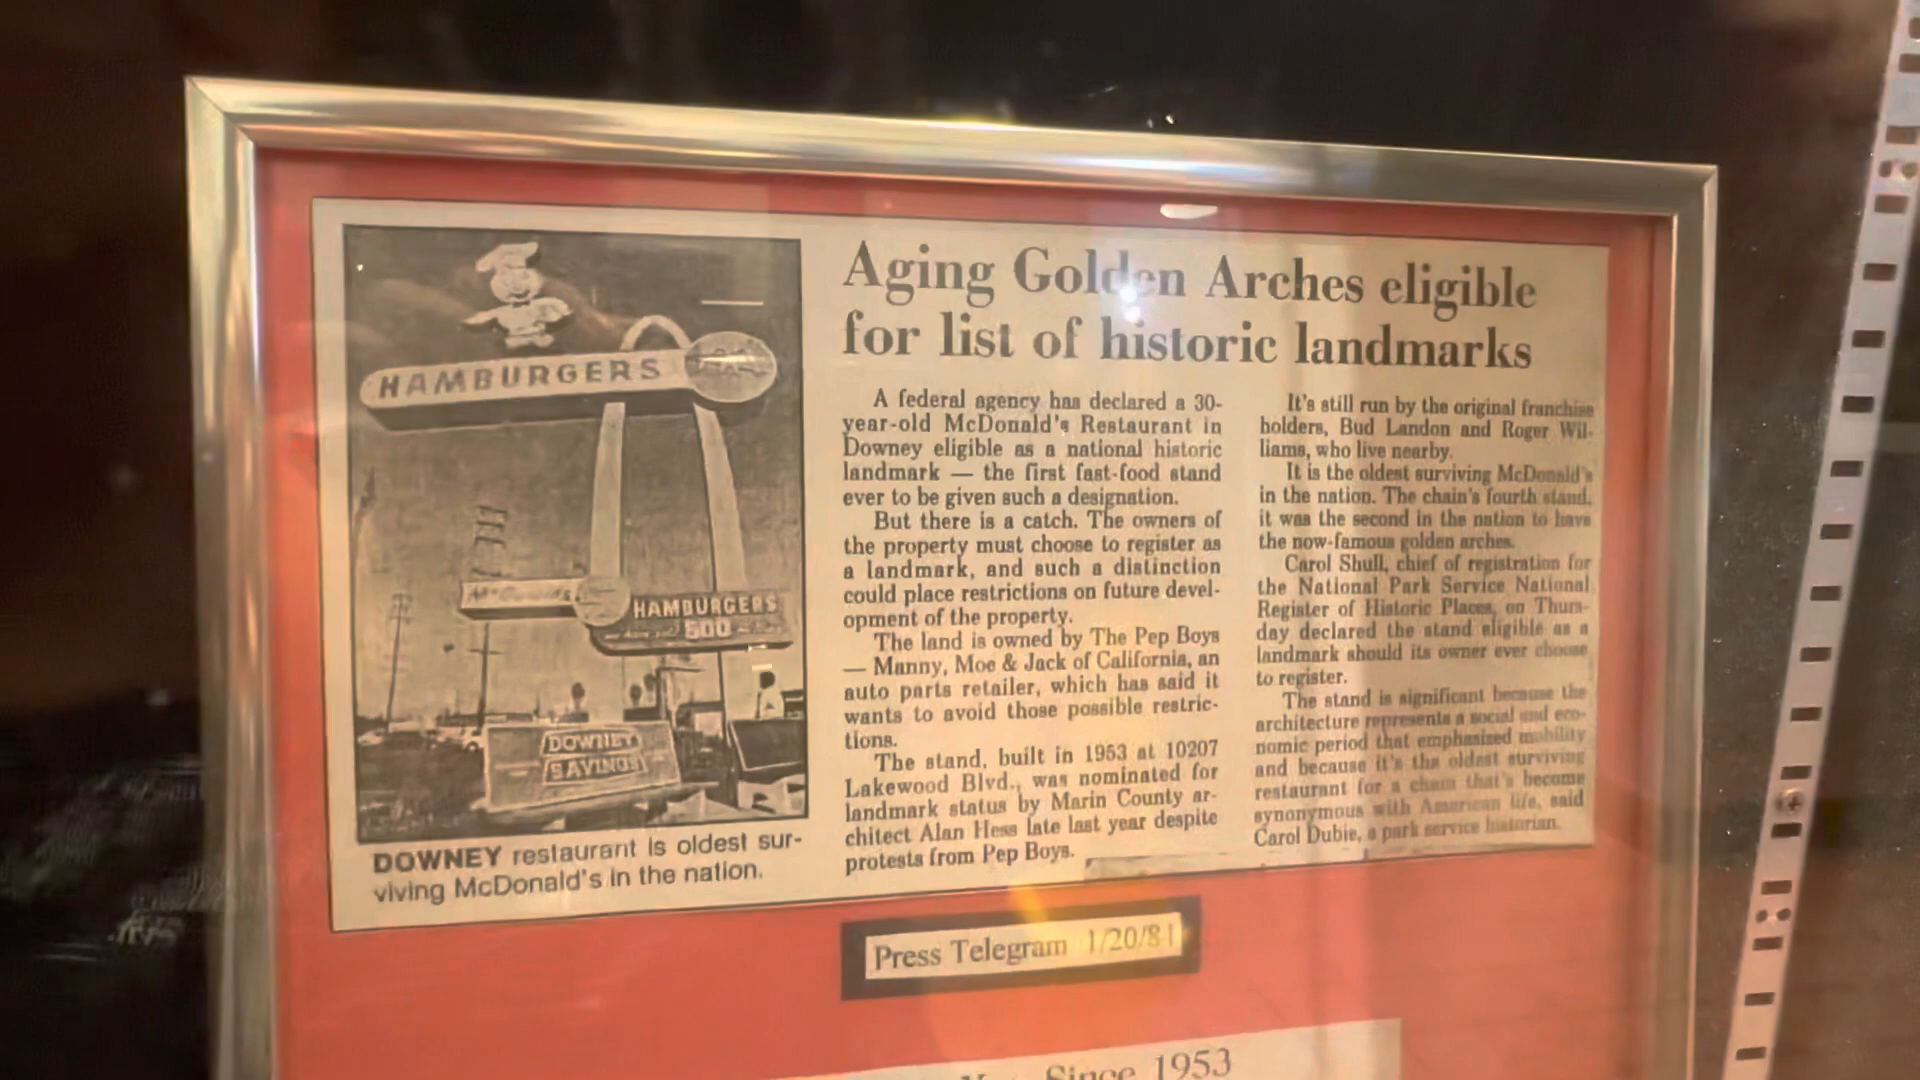 HAMBURGERS
HAMBURGERS
500
DOWNEY
SAVINGS
DOWNEY restaurant is oldest sur-
viving McDonald's in the nation.
Aging Golden Arches eligible
for list of historic landmarks
A federal agency has declared a 30-
year-old McDonald's Restaurant in
Downey eligible as a national historic
landmark — the first fast-food stand
ever to be given such a designation.
But there is a catch. The owners of
the property must choose to register as
a landmark, and such a distinction
could place restrictions on future devel-
opment of the property.
The land is owned by The Pep Boys
— Manny, Moe & Jack of California, an
auto parts retailer, which has said it
wants to avoid those possible restric-
tions.
The stand, built in 1953 at 10207
Lakewood Blvd., was nominated for
landmark status by Marin County ar-
chitect Alan Hess late last year despite
protests from Pep Boys.
It's still run by the original franchise
holders, Bud Landon and Roger Wil-
liams, who live nearby.
It is the oldest surviving McDonald's
in the nation. The chain's fourth stand,
it was the second in the nation to have
the now-famous golden arches.
Carol Shull, chief of registration for
the National Park Service National
Register of Historic Places, on Thurs-
day declared the stand eligible as a
landmark should its owner ever choose
to register.
The stand is significant because the
architecture represents a social and eco-
nomic period that emphasized mobility
and because it's the oldest surviving
restaurant for a chain that's become
synonymous with American life, said
Carol Dubie, a park service historian.
Press Telegram 1/20/84
Since 1953